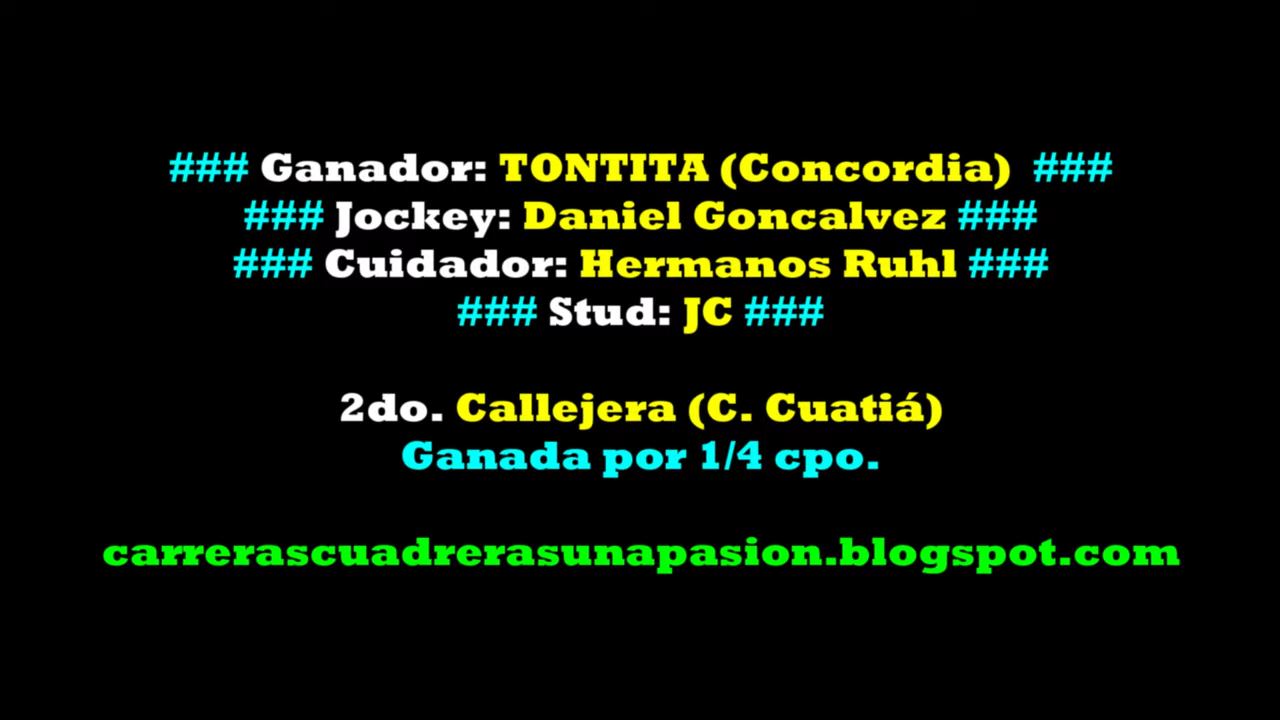 ### Ganador: TONTITA (Concordia) ###
### Jockey: Daniel Goncalvez ###
### Cuidador: Hermanos Ruhl ###
### Stud: JC ###
2do. Callejera (C. Cuatiá)
Ganada por 1/4 cpo.
carrerascuadrerasunapasion.blogspot.com